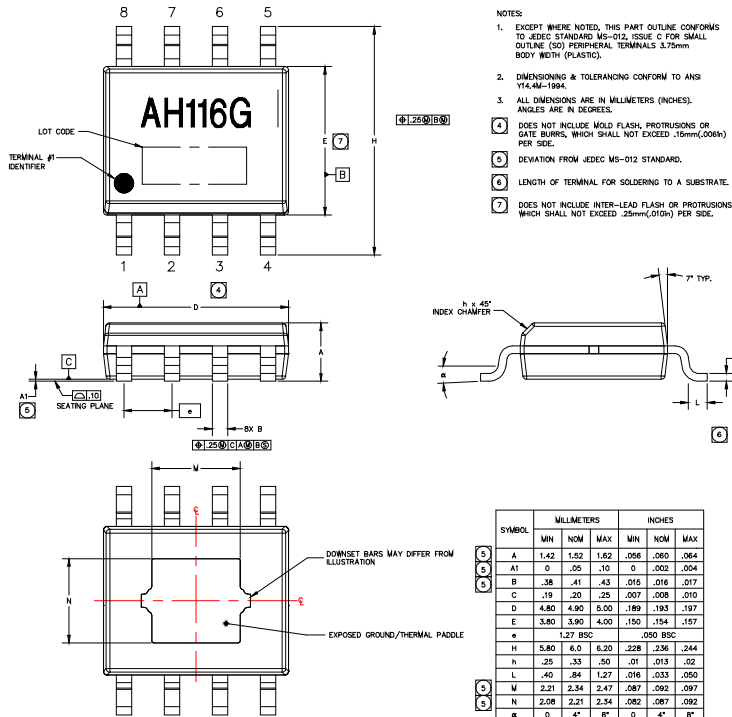 8 7 6 5
AH116G
LOT CODE
TERMINAL #1
IDENTIFIER
1 2 3 4
E 7
B
H
⌖ .25Ⓜ BⓂ
NOTES:
1. EXCEPT WHERE NOTED, THIS PART OUTLINE CONFORMS
TO JEDEC STANDARD MS-012, ISSUE C FOR SMALL
OUTLINE (SO) PERIPHERAL TERMINALS 3.75mm
BODY WIDTH (PLASTIC).
2. DIMENSIONING & TOLERANCING CONFORM TO ANSI
Y14.4M-1994.
3. ALL DIMENSIONS ARE IN MILLIMETERS (INCHES).
ANGLES ARE IN DEGREES.
4 DOES NOT INCLUDE MOLD FLASH, PROTRUSIONS OR
GATE BURRS, WHICH SHALL NOT EXCEED .15mm(.006in)
PER SIDE.
5 DEVIATION FROM JEDEC MS-012 STANDARD.
6 LENGTH OF TERMINAL FOR SOLDERING TO A SUBSTRATE.
7 DOES NOT INCLUDE INTER-LEAD FLASH OR PROTRUSIONS
WHICH SHALL NOT EXCEED .25mm(.010in) PER SIDE.
A 4
D
C
A
A1
5
⌓ .10
SEATING PLANE
e
8X B
⌖ .25Ⓜ C AⓂ BⓈ
7° TYP.
h x 45°
INDEX CHAMFER
α
L
6
M
N
℄
℄
DOWNSET BARS MAY DIFFER FROM
ILLUSTRATION
EXPOSED GROUND/THERMAL PADDLE
SYMBOL MILLIMETERS INCHES
MIN NOM MAX MIN NOM MAX
5 A 1.42 1.52 1.62 .056 .060 .064
5 A1 0 .05 .10 0 .002 .004
5 B .38 .41 .43 .015 .016 .017
C .19 .20 .25 .007 .008 .010
D 4.80 4.90 5.00 .189 .193 .197
E 3.80 3.90 4.00 .150 .154 .157
e 1.27 BSC .050 BSC
H 5.80 6.0 6.20 .228 .236 .244
h .25 .33 .50 .01 .013 .02
L .40 .84 1.27 .016 .033 .050
5 M 2.21 2.34 2.47 .087 .092 .097
5 N 2.08 2.21 2.34 .082 .087 .092
α 0 4° 8° 0 4° 8°